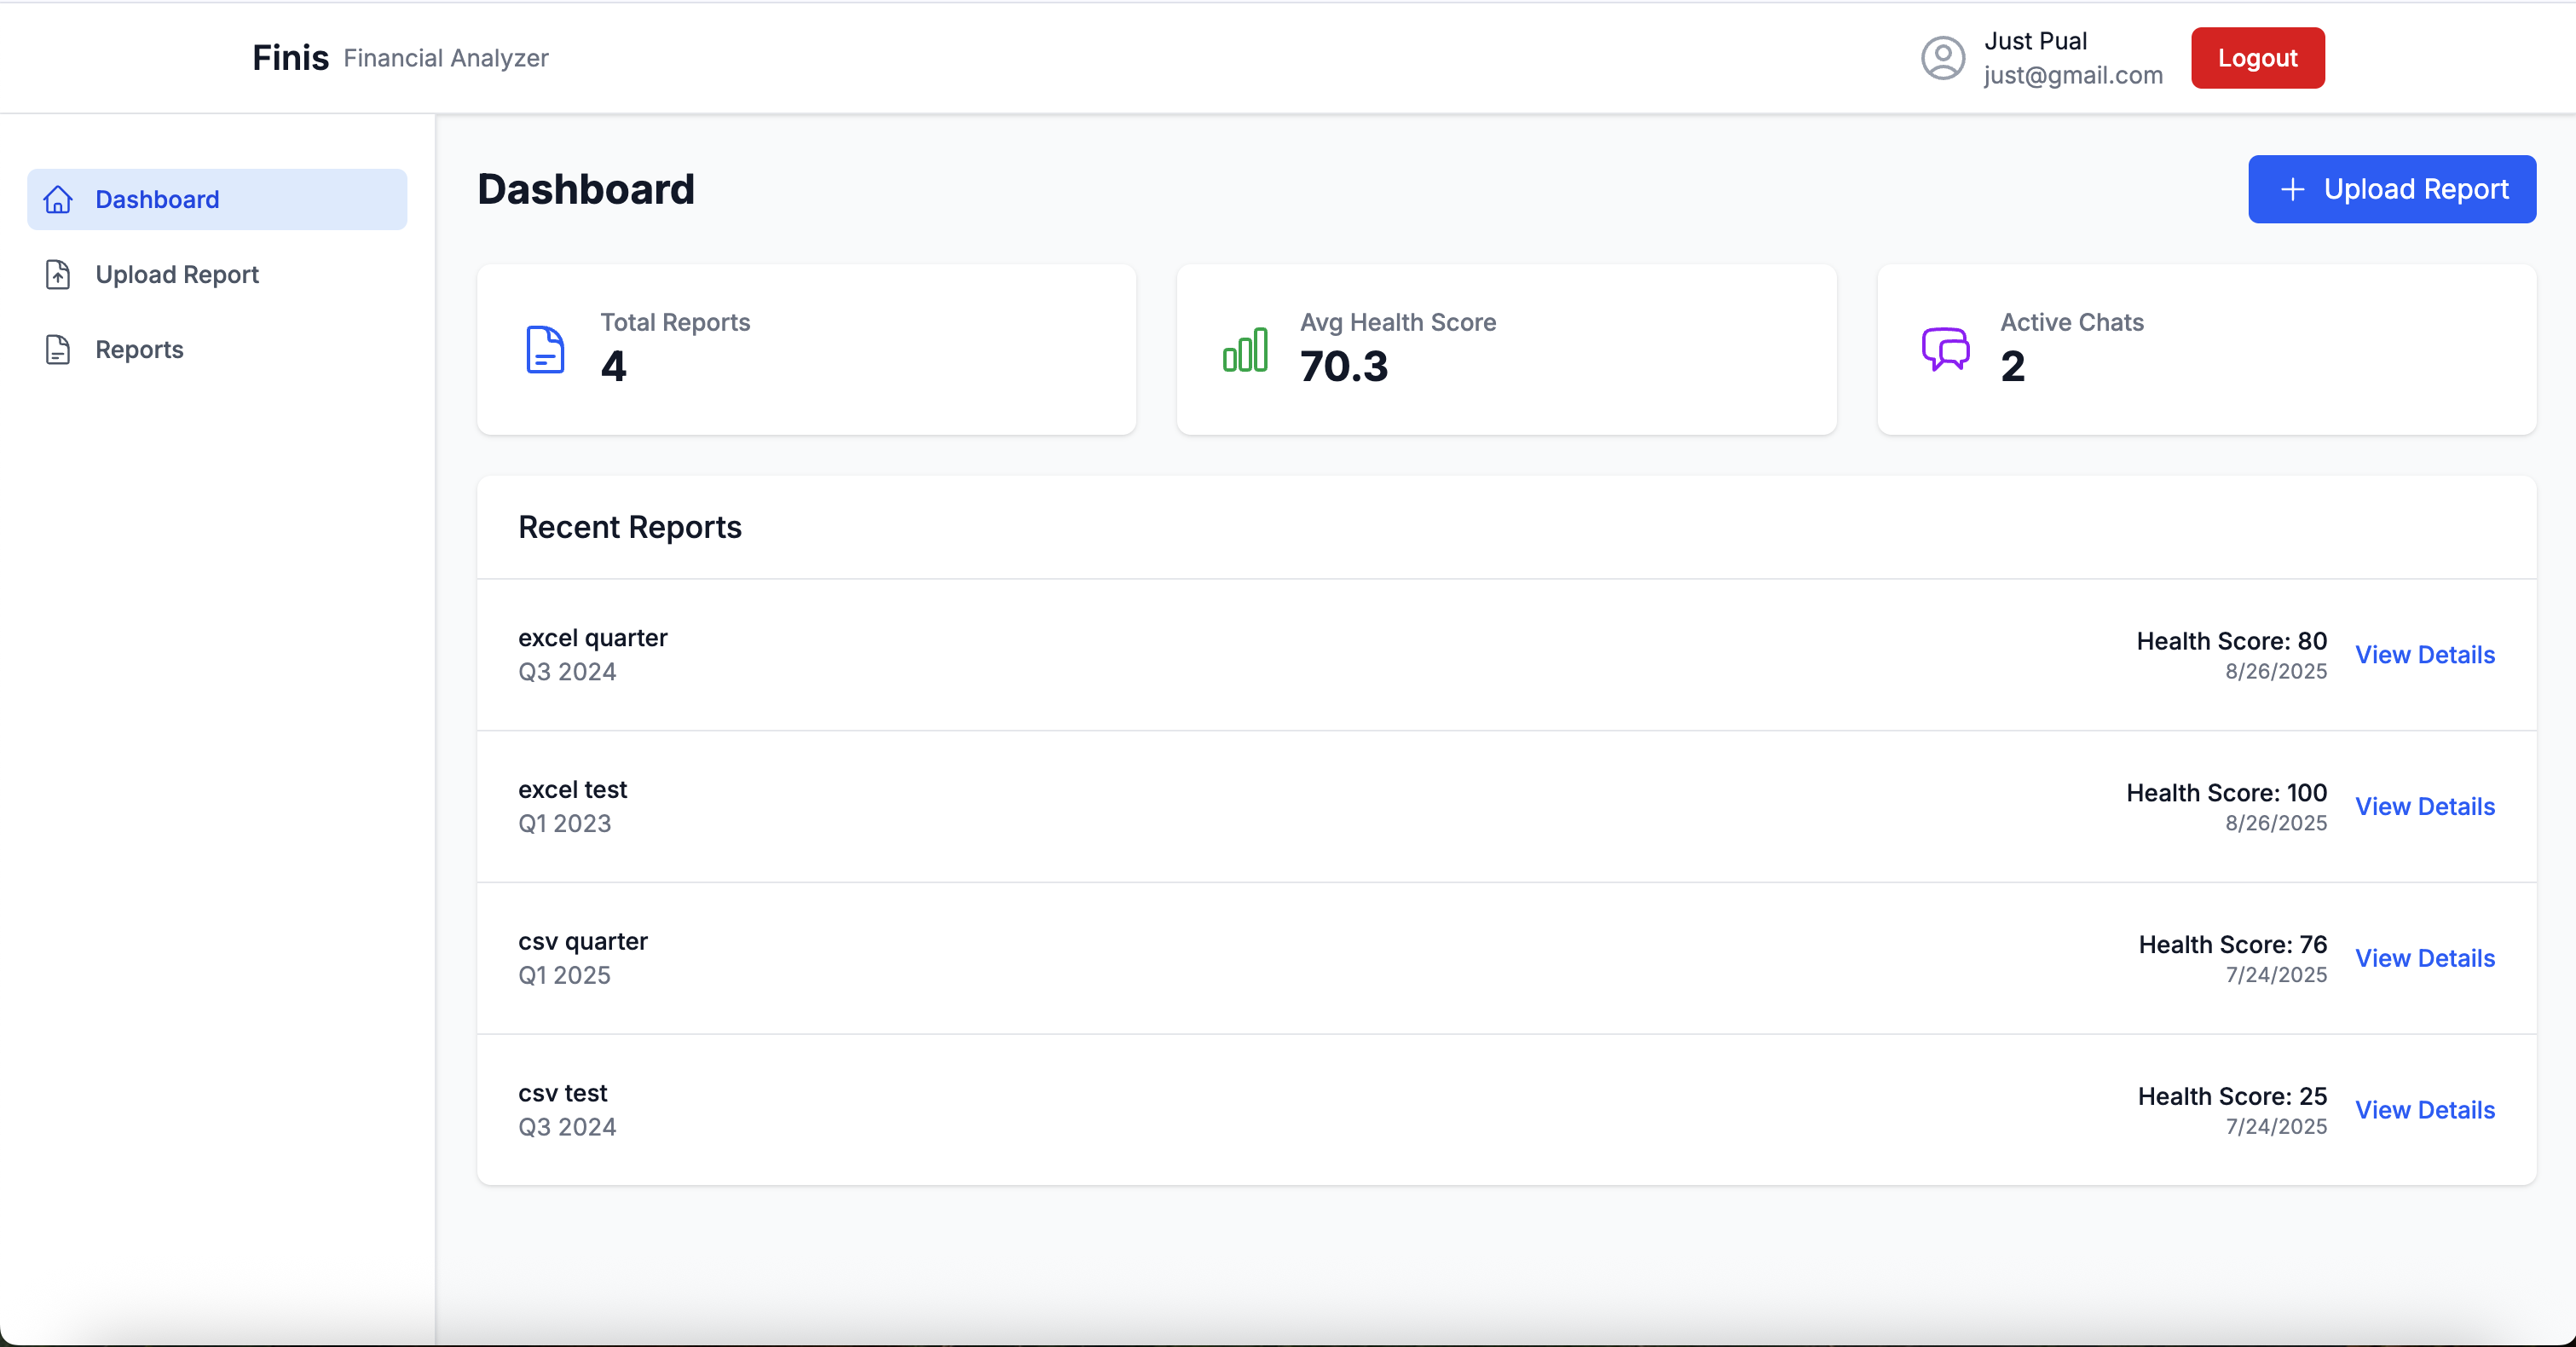 Finis Financial Analyzer
Just Pual
just@gmail.com
Logout
Dashboard
Upload Report
Reports
Dashboard
Upload Report
Total Reports
4
Avg Health Score
70.3
Active Chats
2
Recent Reports
excel quarter
Q3 2024
Health Score: 80
8/26/2025
View Details
excel test
Q1 2023
Health Score: 100
8/26/2025
View Details
csv quarter
Q1 2025
Health Score: 76
7/24/2025
View Details
csv test
Q3 2024
Health Score: 25
7/24/2025
View Details